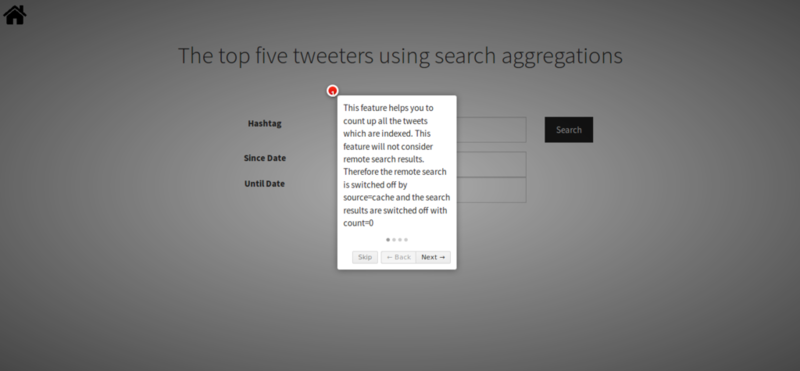 The top five tweeters using search aggregations
This feature helps you to
count up all the tweets
which are indexed. This
feature will not consider
remote search results.
Therefore the remote search
is switched off by
source=cache and the search
results are switched off with
count=0
Skip
← Back
Next →
Hashtag
Search
Since Date
Until Date